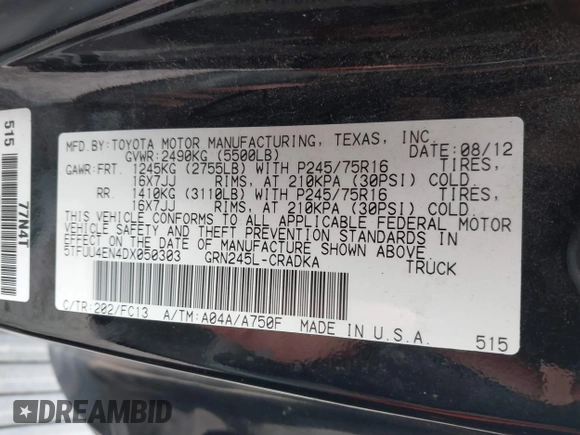 MFD.BY:TOYOTA MOTOR MANUFACTURING, TEXAS, INC.
GVWR:2490KG (5500LB) DATE: 08/12
GAWR:FRT. 1245KG (2755LB) WITH P245/75R16 TIRES,
16X7JJ RIMS, AT 210KPA (30PSI) COLD
RR. 1410KG (3110LB) WITH P245/75R16 TIRES,
16X7JJ RIMS, AT 210KPA (30PSI) COLD.
THIS VEHICLE CONFORMS TO ALL APPLICABLE FEDERAL MOTOR
VEHICLE SAFETY AND THEFT PREVENTION STANDARDS IN
EFFECT ON THE DATE OF MANUFACTURE SHOWN ABOVE.
5TFUU4EN4DX050303 GRN245L-CRADKA TRUCK
C/TR:202/FC13 A/TM:A04A/A750F MADE IN U.S.A. 515
515 77N4T
DREAMBID